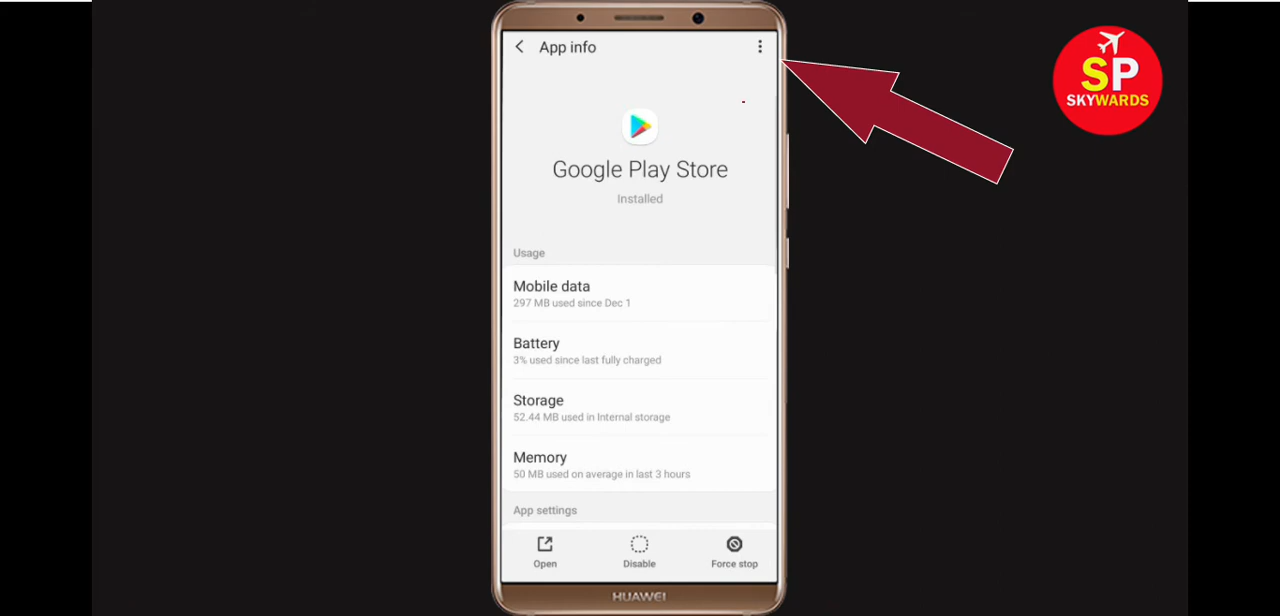 App info
SP
SKYWARDS
Google Play Store
Installed
Usage
Mobile data
297 MB used since Dec 1
Battery
3% used since last fully charged
Storage
52.44 MB used in Internal storage
Memory
50 MB used on average in last 3 hours
App settings
Open
Disable
Force stop
HUAWEI